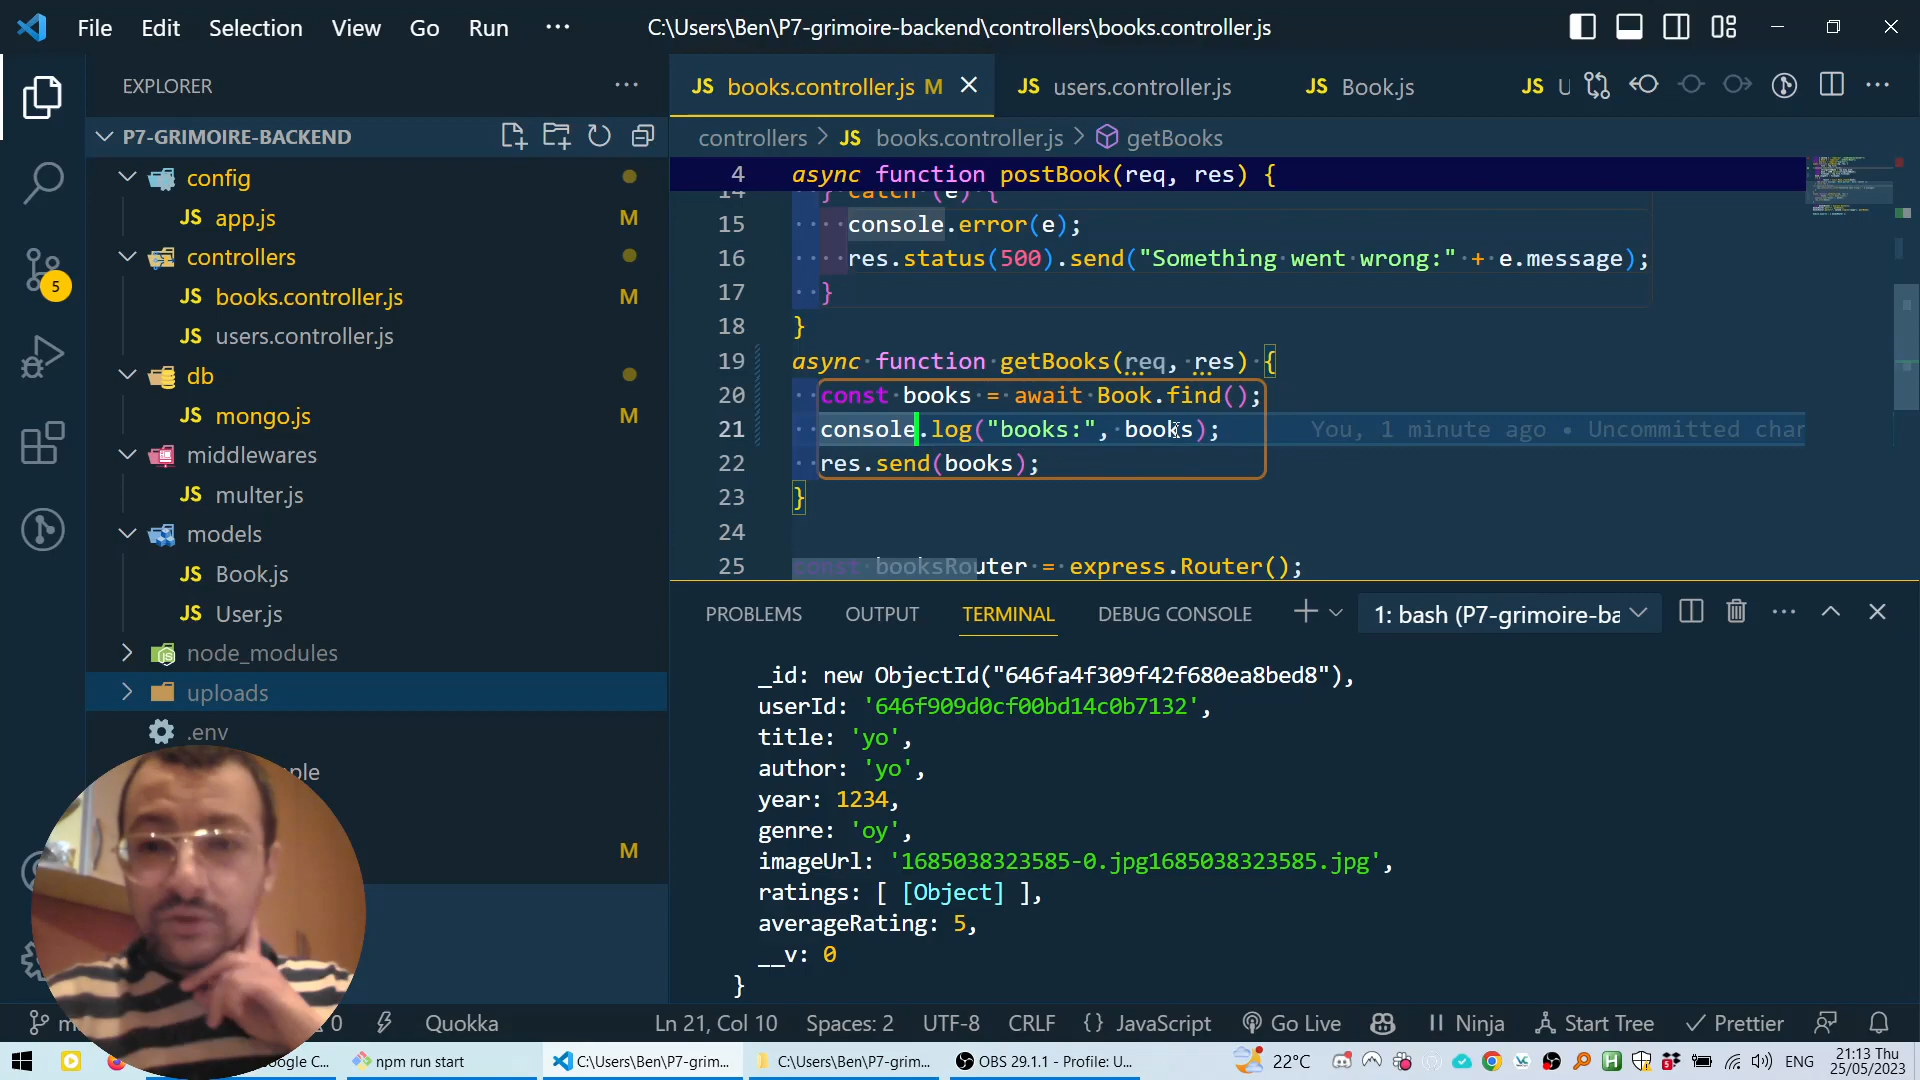 File Edit Selection View Go Run ··· C:\Users\Ben\P7-grimoire-backend\controllers\books.controller.js
EXPLORER ···
P7-GRIMOIRE-BACKEND
config
JS app.js M
controllers
JS books.controller.js M
JS users.controller.js
db
JS mongo.js M
middlewares
JS multer.js
models
JS Book.js
JS User.js
node_modules
uploads
.env
ple
M
5
JS books.controller.js M JS users.controller.js JS Book.js JS U
controllers > JS books.controller.js > getBooks
4 async function postBook(req, res) {
14 } catch (e) {
15 console.error(e);
16 res.status(500).send("Something went wrong:" + e.message);
17 }
18 }
19 async function getBooks(req, res) {
20 const books = await Book.find();
21 console.log("books:", books); You, 1 minute ago • Uncommitted char
22 res.send(books);
23 }
24
25 const booksRouter = express.Router();
PROBLEMS OUTPUT TERMINAL DEBUG CONSOLE 1: bash (P7-grimoire-ba
_id: new ObjectId("646fa4f309f42f680ea8bed8"),
userId: '646f909d0cf00bd14c0b7132',
title: 'yo',
author: 'yo',
year: 1234,
genre: 'oy',
imageUrl: '1685038323585-0.jpg1685038323585.jpg',
ratings: [ [Object] ],
averageRating: 5,
__v: 0
}
m 0 Quokka Ln 21, Col 10 Spaces: 2 UTF-8 CRLF {} JavaScript Go Live Ninja Start Tree Prettier
oogle C... npm run start C:\Users\Ben\P7-grim... C:\Users\Ben\P7-grim... OBS 29.1.1 - Profile: U... 22°C ENG 21:13 Thu
25/05/2023